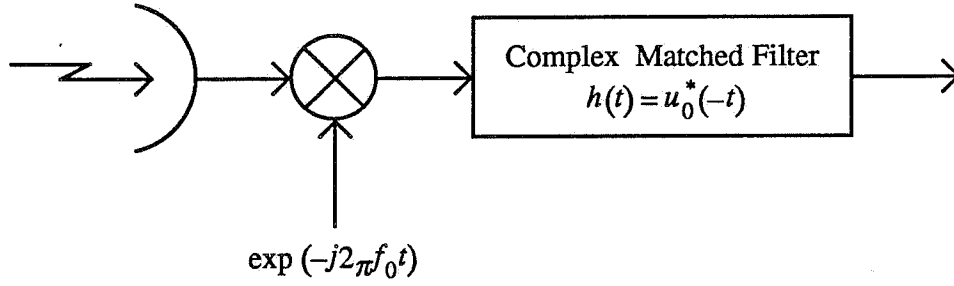 Complex Matched Filter
h(t) = u₀*(−t)
exp (−j2πf₀t)